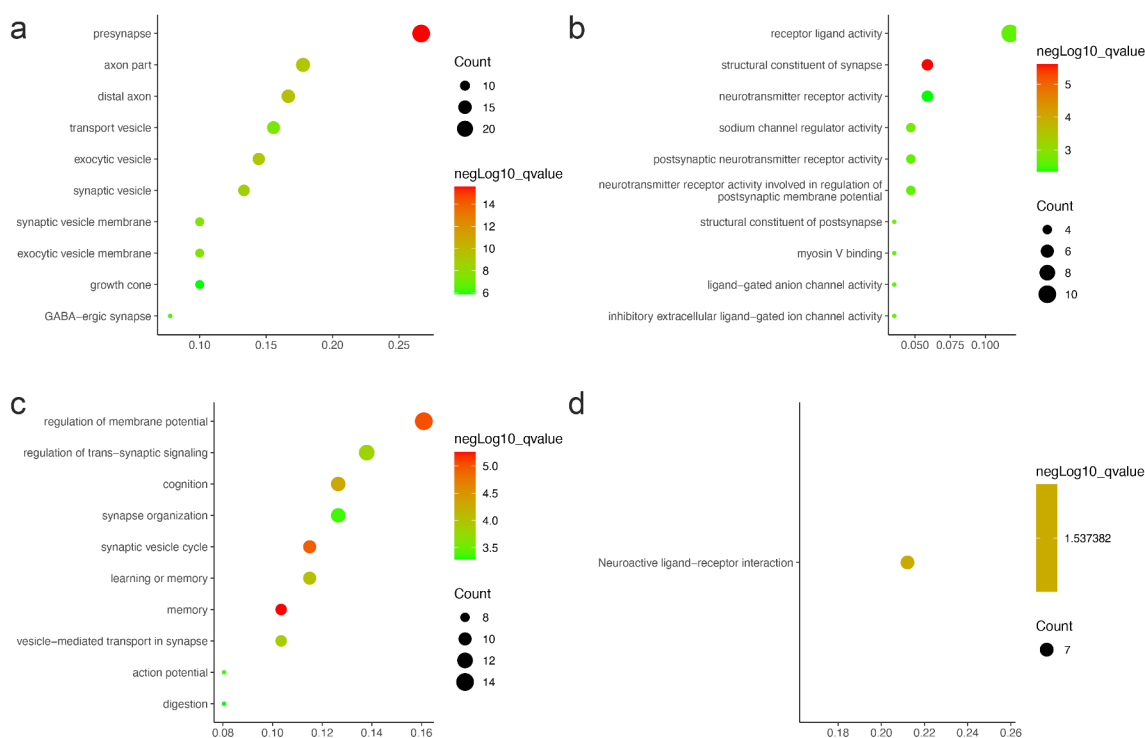 a
presynapse
axon part
distal axon
transport vesicle
exocytic vesicle
synaptic vesicle
synaptic vesicle membrane
exocytic vesicle membrane
growth cone
GABA−ergic synapse
0.10 0.15 0.20 0.25
Count
10
15
20
negLog10_qvalue
14
12
10
8
6
b
receptor ligand activity
structural constituent of synapse
neurotransmitter receptor activity
sodium channel regulator activity
postsynaptic neurotransmitter receptor activity
neurotransmitter receptor activity involved in regulation of
postsynaptic membrane potential
structural constituent of postsynapse
myosin V binding
ligand−gated anion channel activity
inhibitory extracellular ligand−gated ion channel activity
0.050 0.075 0.100
negLog10_qvalue
5
4
3
Count
4
6
8
10
c
regulation of membrane potential
regulation of trans−synaptic signaling
cognition
synapse organization
synaptic vesicle cycle
learning or memory
memory
vesicle−mediated transport in synapse
action potential
digestion
0.08 0.10 0.12 0.14 0.16
negLog10_qvalue
5.0
4.5
4.0
3.5
Count
8
10
12
14
d
Neuroactive ligand−receptor interaction
0.18 0.20 0.22 0.24 0.26
negLog10_qvalue
1.537382
Count
7